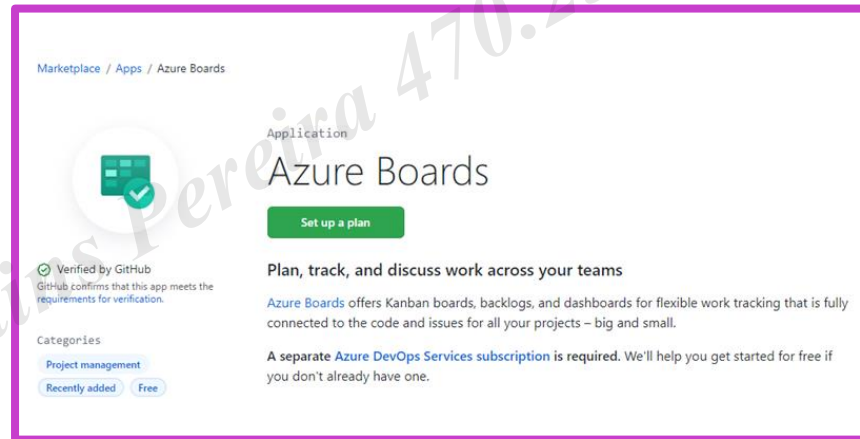 Marketplace / Apps / Azure Boards
Application
Azure Boards
Set up a plan
Verified by GitHub
GitHub confirms that this app meets the
requirements for verification.
Categories
Project management
Recently added Free
Plan, track, and discuss work across your teams
Azure Boards offers Kanban boards, backlogs, and dashboards for flexible work tracking that is fully
connected to the code and issues for all your projects – big and small.
A separate Azure DevOps Services subscription is required. We'll help you get started for free if
you don't already have one.
Pereira 470.2